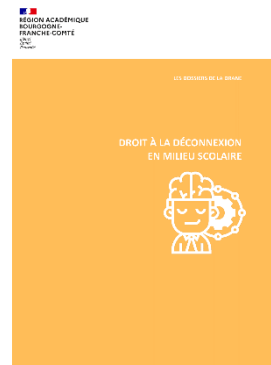 RÉGION ACADÉMIQUE
BOURGOGNE-
FRANCHE-COMTÉ
LES DOSSIERS DE LA DRANE
DROIT À LA DÉCONNEXION
EN MILIEU SCOLAIRE